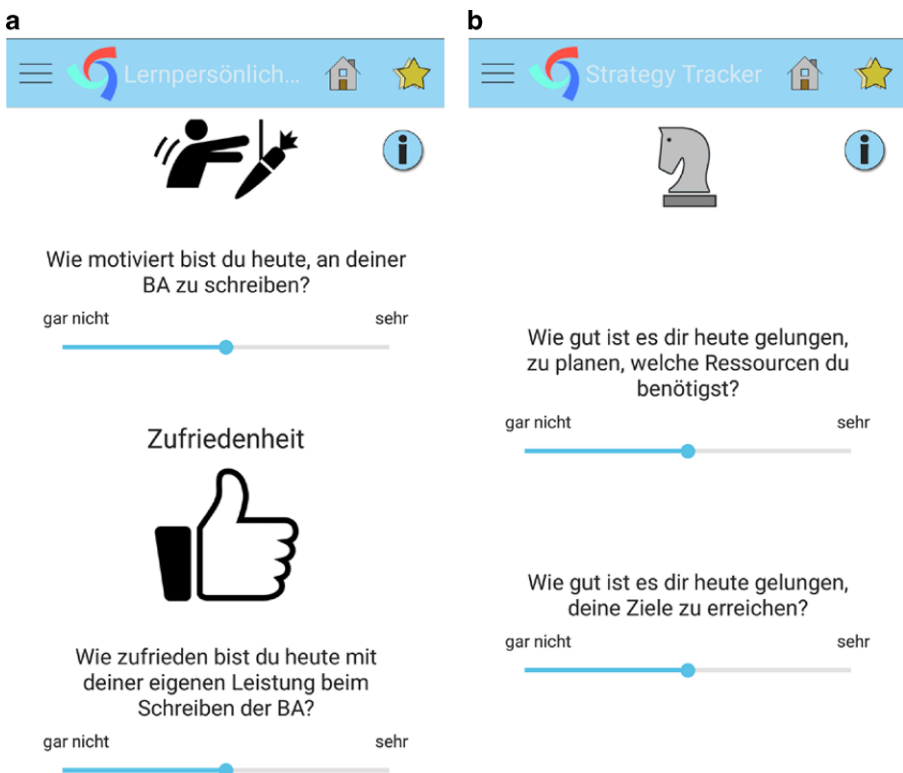 a
Lernpersönlich...
Wie motiviert bist du heute, an deiner
BA zu schreiben?
gar nicht sehr
Zufriedenheit
Wie zufrieden bist du heute mit
deiner eigenen Leistung beim
Schreiben der BA?
gar nicht sehr
b
Strategy Tracker
Wie gut ist es dir heute gelungen,
zu planen, welche Ressourcen du
benötigst?
gar nicht sehr
Wie gut ist es dir heute gelungen,
deine Ziele zu erreichen?
gar nicht sehr